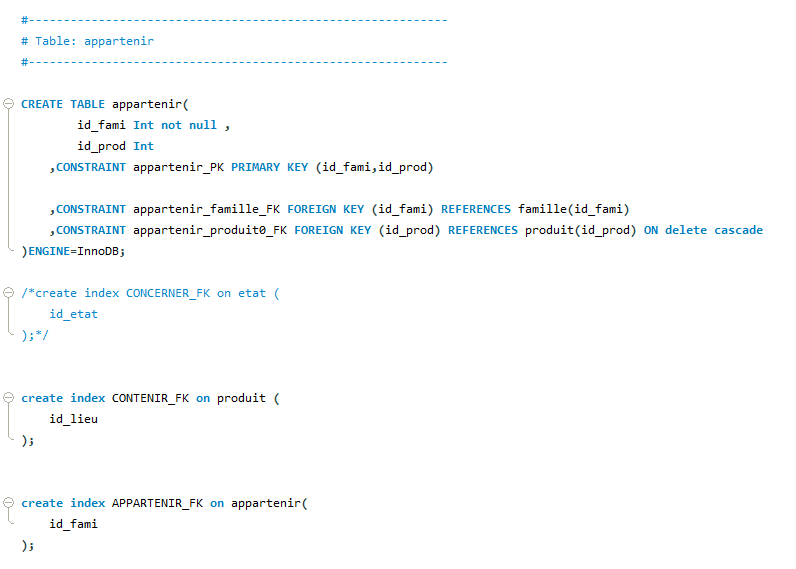 #------------------------------------------------------------
# Table: appartenir
#------------------------------------------------------------
CREATE TABLE appartenir(
        id_fami Int not null ,
        id_prod Int
    ,CONSTRAINT appartenir_PK PRIMARY KEY (id_fami,id_prod)
    ,CONSTRAINT appartenir_famille_FK FOREIGN KEY (id_fami) REFERENCES famille(id_fami)
    ,CONSTRAINT appartenir_produit0_FK FOREIGN KEY (id_prod) REFERENCES produit(id_prod) ON delete cascade
)ENGINE=InnoDB;
/*create index CONCERNER_FK on etat (
    id_etat
);*/
create index CONTENIR_FK on produit (
    id_lieu
);
create index APPARTENIR_FK on appartenir(
    id_fami
);